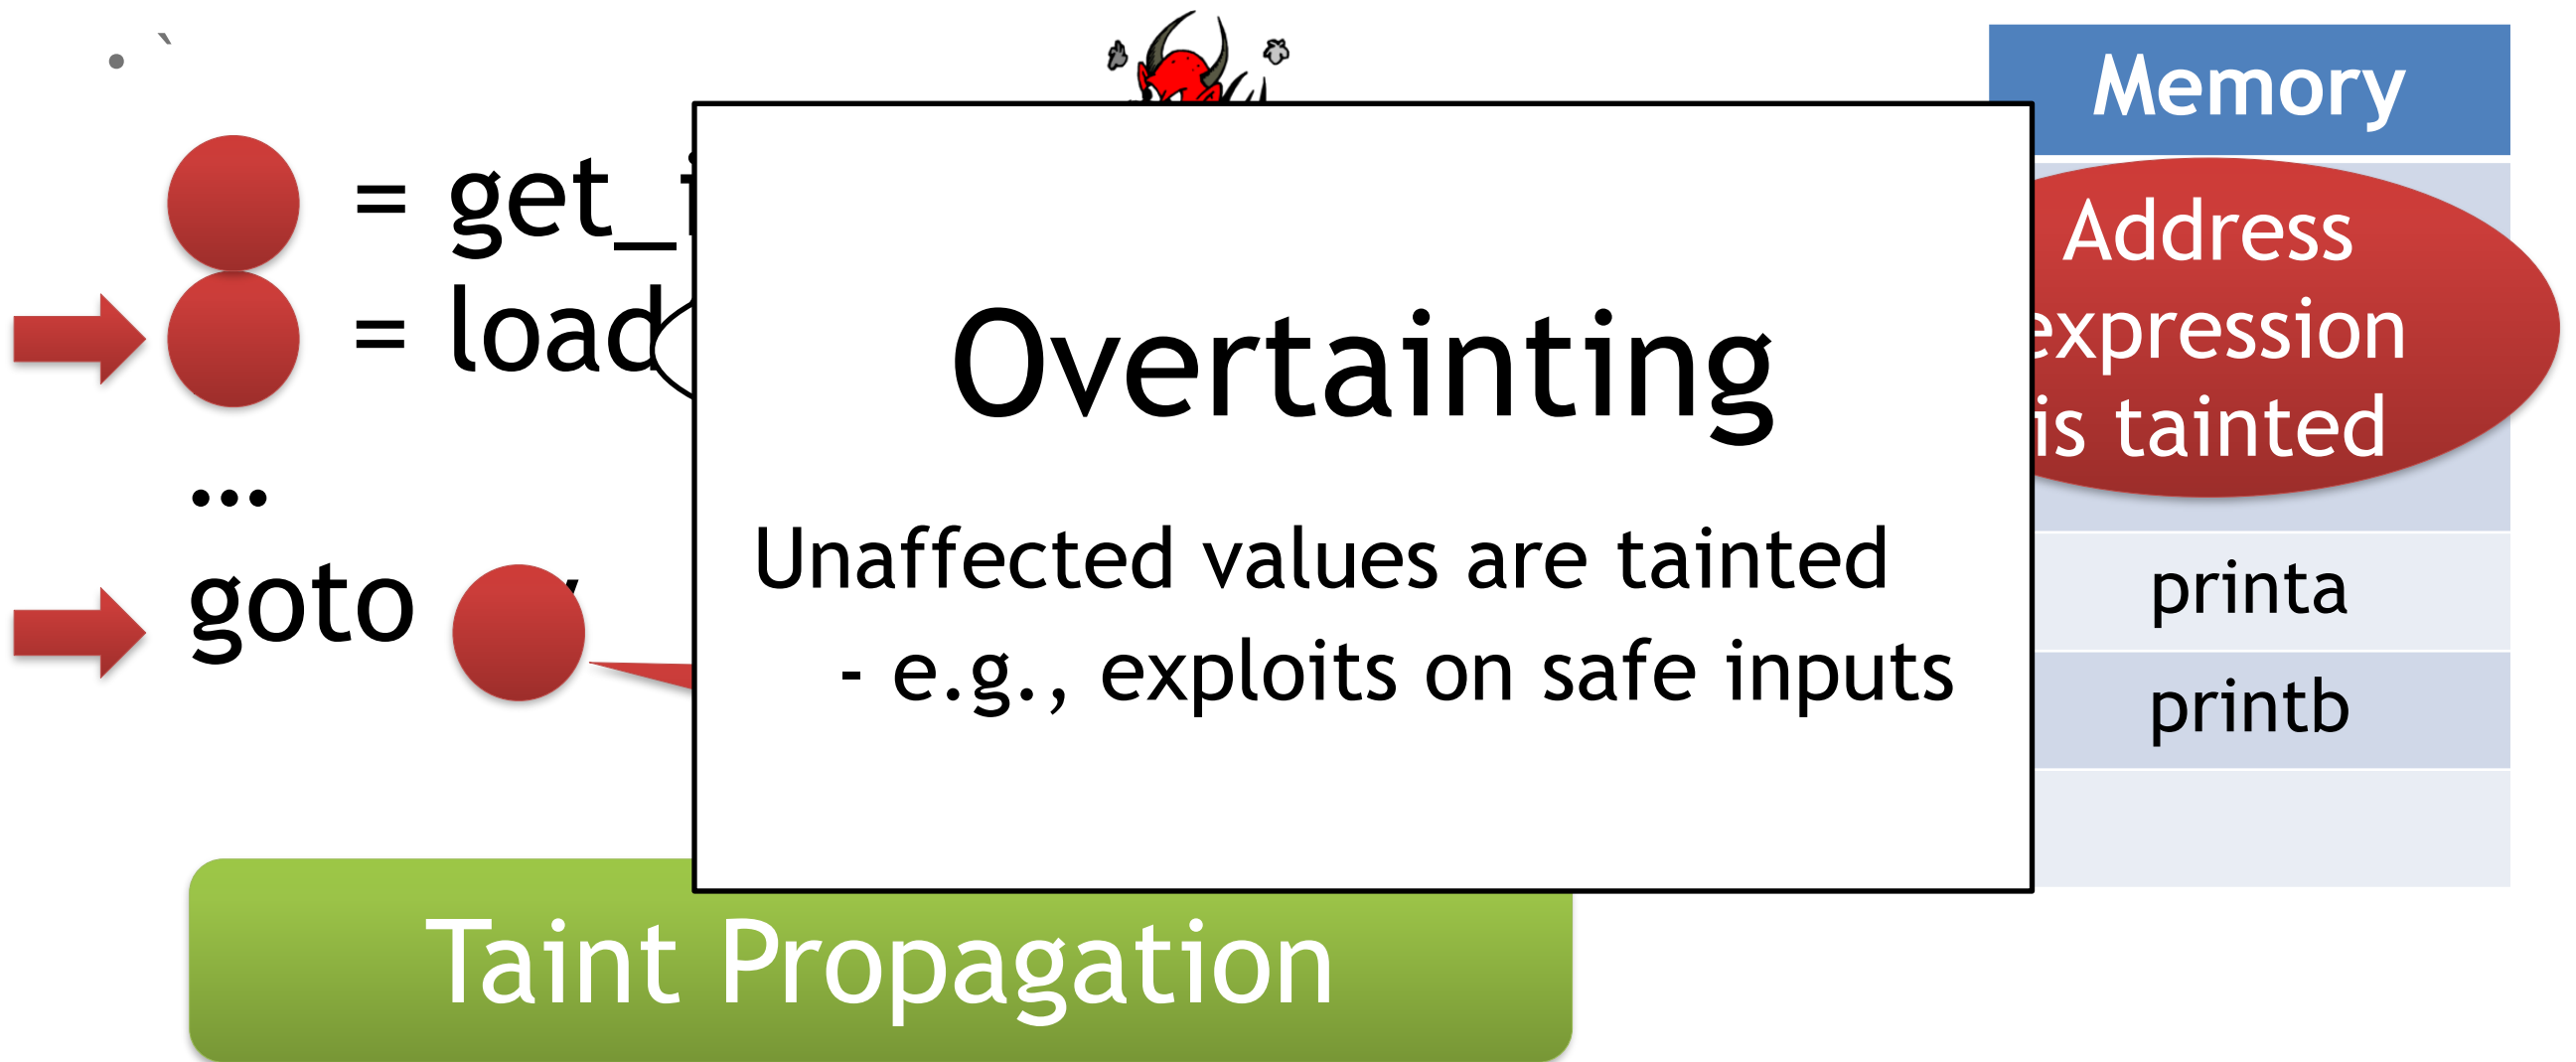 • `
= get_i
= load
...
goto
Overtainting
Unaffected values are tainted
- e.g., exploits on safe inputs
Memory
Address
expression
is tainted
printa
printb
Taint Propagation